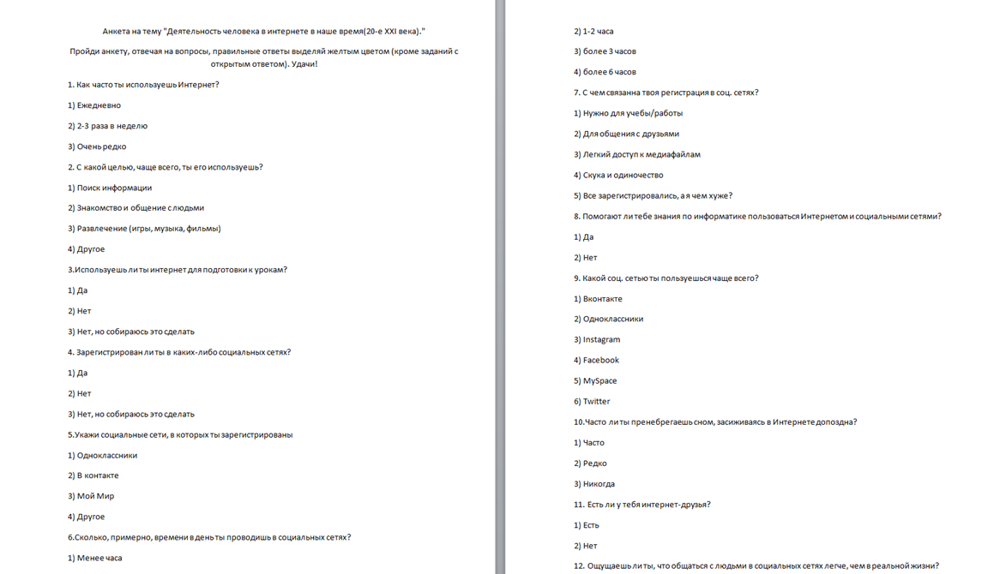 Анкета на тему "Деятельность человека в интернете в наше время(20-е XXI века)."
Пройди анкету, отвечая на вопросы, правильные ответы выделяй желтым цветом (кроме заданий с
открытым ответом). Удачи!
1. Как часто ты используешь Интернет?
1) Ежедневно
2) 2-3 раза в неделю
3) Очень редко
2. С какой целью, чаще всего, ты его используешь?
1) Поиск информации
2) Знакомство и общение с людьми
3) Развлечение (игры, музыка, фильмы)
4) Другое
3.Используешь ли ты интернет для подготовки к урокам?
1) Да
2) Нет
3) Нет, но собираюсь это сделать
4. Зарегистрирован ли ты в каких-либо социальных сетях?
1) Да
2) Нет
3) Нет, но собираюсь это сделать
5.Укажи социальные сети, в которых ты зарегистрированы
1) Одноклассники
2) В контакте
3) Мой Мир
4) Другое
6.Сколько, примерно, времени в день ты проводишь в социальных сетях?
1) Менее часа
2) 1-2 часа
3) более 3 часов
4) более 6 часов
7. С чем связанна твоя регистрация в соц. сетях?
1) Нужно для учебы/работы
2) Для общения с друзьями
3) Легкий доступ к медиафайлам
4) Скука и одиночество
5) Все зарегистрировались, а я чем хуже?
8. Помогают ли тебе знания по информатике пользоваться Интернетом и социальными сетями?
1) Да
2) Нет
9. Какой соц. сетью ты пользуешься чаще всего?
1) Вконтакте
2) Одноклассники
3) Instagram
4) Facebook
5) MySpace
6) Twitter
10.Часто ли ты пренебрегаешь сном, засиживаясь в Интернете допоздна?
1) Часто
2) Редко
3) Никогда
11. Есть ли у тебя интернет-друзья?
1) Есть
2) Нет
12. Ощущаешь ли ты, что общаться с людьми в социальных сетях легче, чем в реальной жизни?